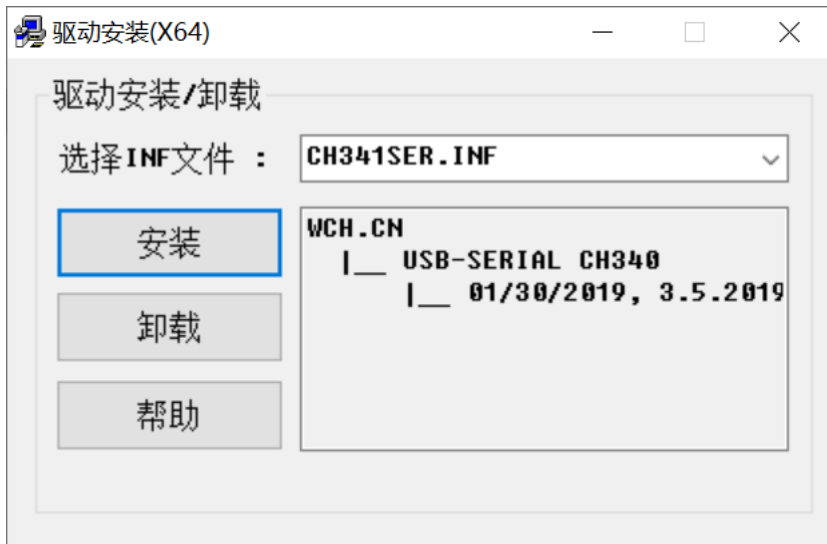 驱动安装(X64)
驱动安装/卸载
选择INF文件 : CH341SER.INF
安装
WCH.CN
|__ USB-SERIAL CH340
|__ 01/30/2019, 3.5.2019
卸载
帮助